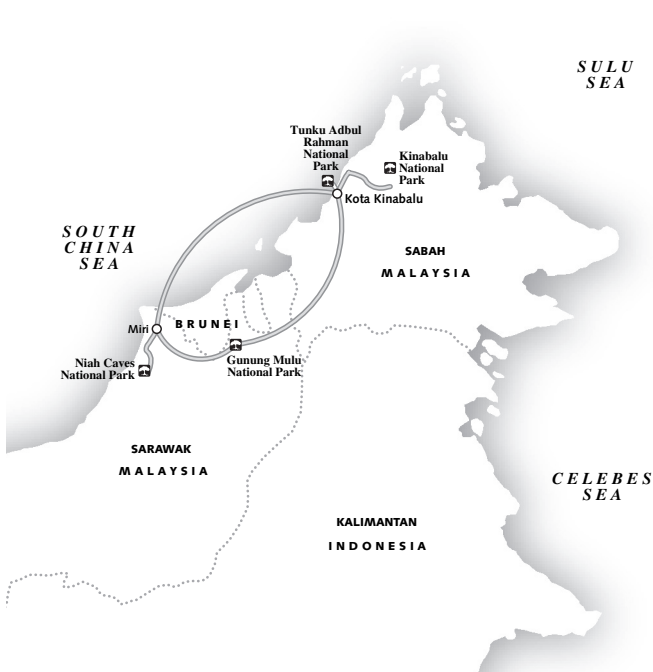 SULU
SEA
Tunku Adbul
Rahman
National
Park
Kinabalu
National
Park
Kota Kinabalu
SOUTH
CHINA
SEA
SABAH
MALAYSIA
BRUNEI
Miri
Gunung Mulu
National Park
Niah Caves
National Park
SARAWAK
MALAYSIA
CELEBES
SEA
KALIMANTAN
INDONESIA